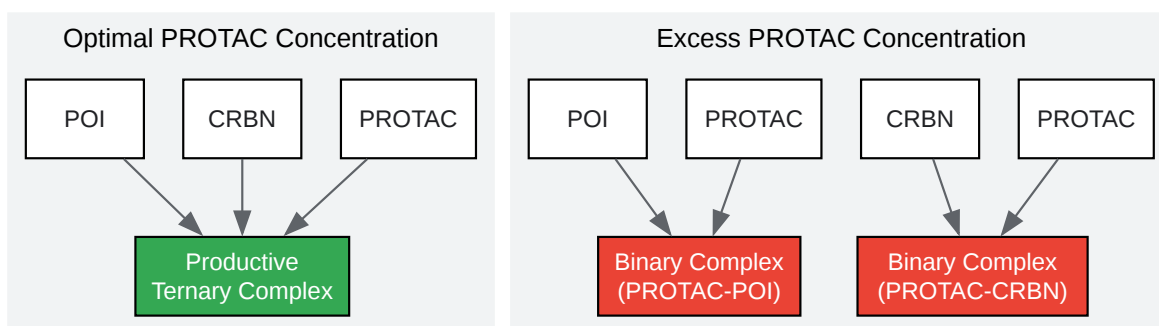 Optimal PROTAC Concentration
POI
CRBN
PROTAC
Productive
Ternary Complex
Excess PROTAC Concentration
POI
PROTAC
CRBN
PROTAC
Binary Complex
(PROTAC-POI)
Binary Complex
(PROTAC-CRBN)